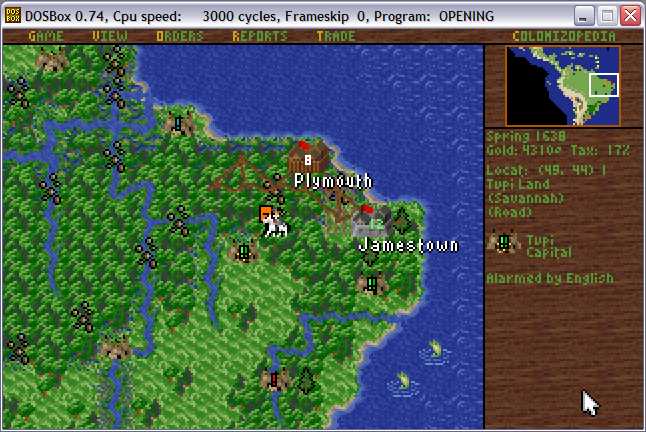 DOSBox 0.74, Cpu speed: 3000 cycles, Frameskip 0, Program: OPENING
GAME VIEW ORDERS REPORTS TRADE COLONIZOPEDIA
Spring 1638
Gold: 4310 Tax: 17%
Locat: (49, 44) 1
Tupi Land
(Savannah)
(Road)
Tupi
Capital
Alarmed by English
8
Plymouth
12
Jamestown